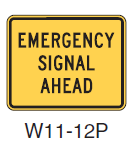 EMERGENCY
SIGNAL
AHEAD
W11-12P